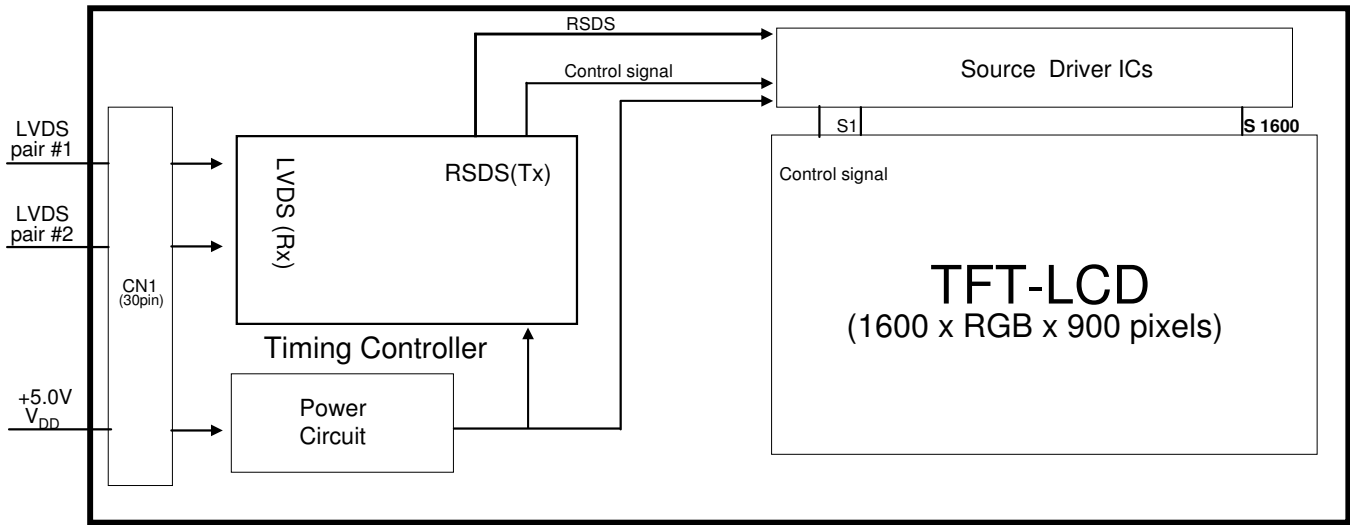 RSDS
Control signal
Source Driver ICs
LVDS
pair #1
LVDS
pair #2
+5.0V
VDD
CN1
(30pin)
LVDS (Rx)
RSDS(Tx)
Timing Controller
Power
Circuit
S1
S 1600
Control signal
TFT-LCD
(1600 x RGB x 900 pixels)